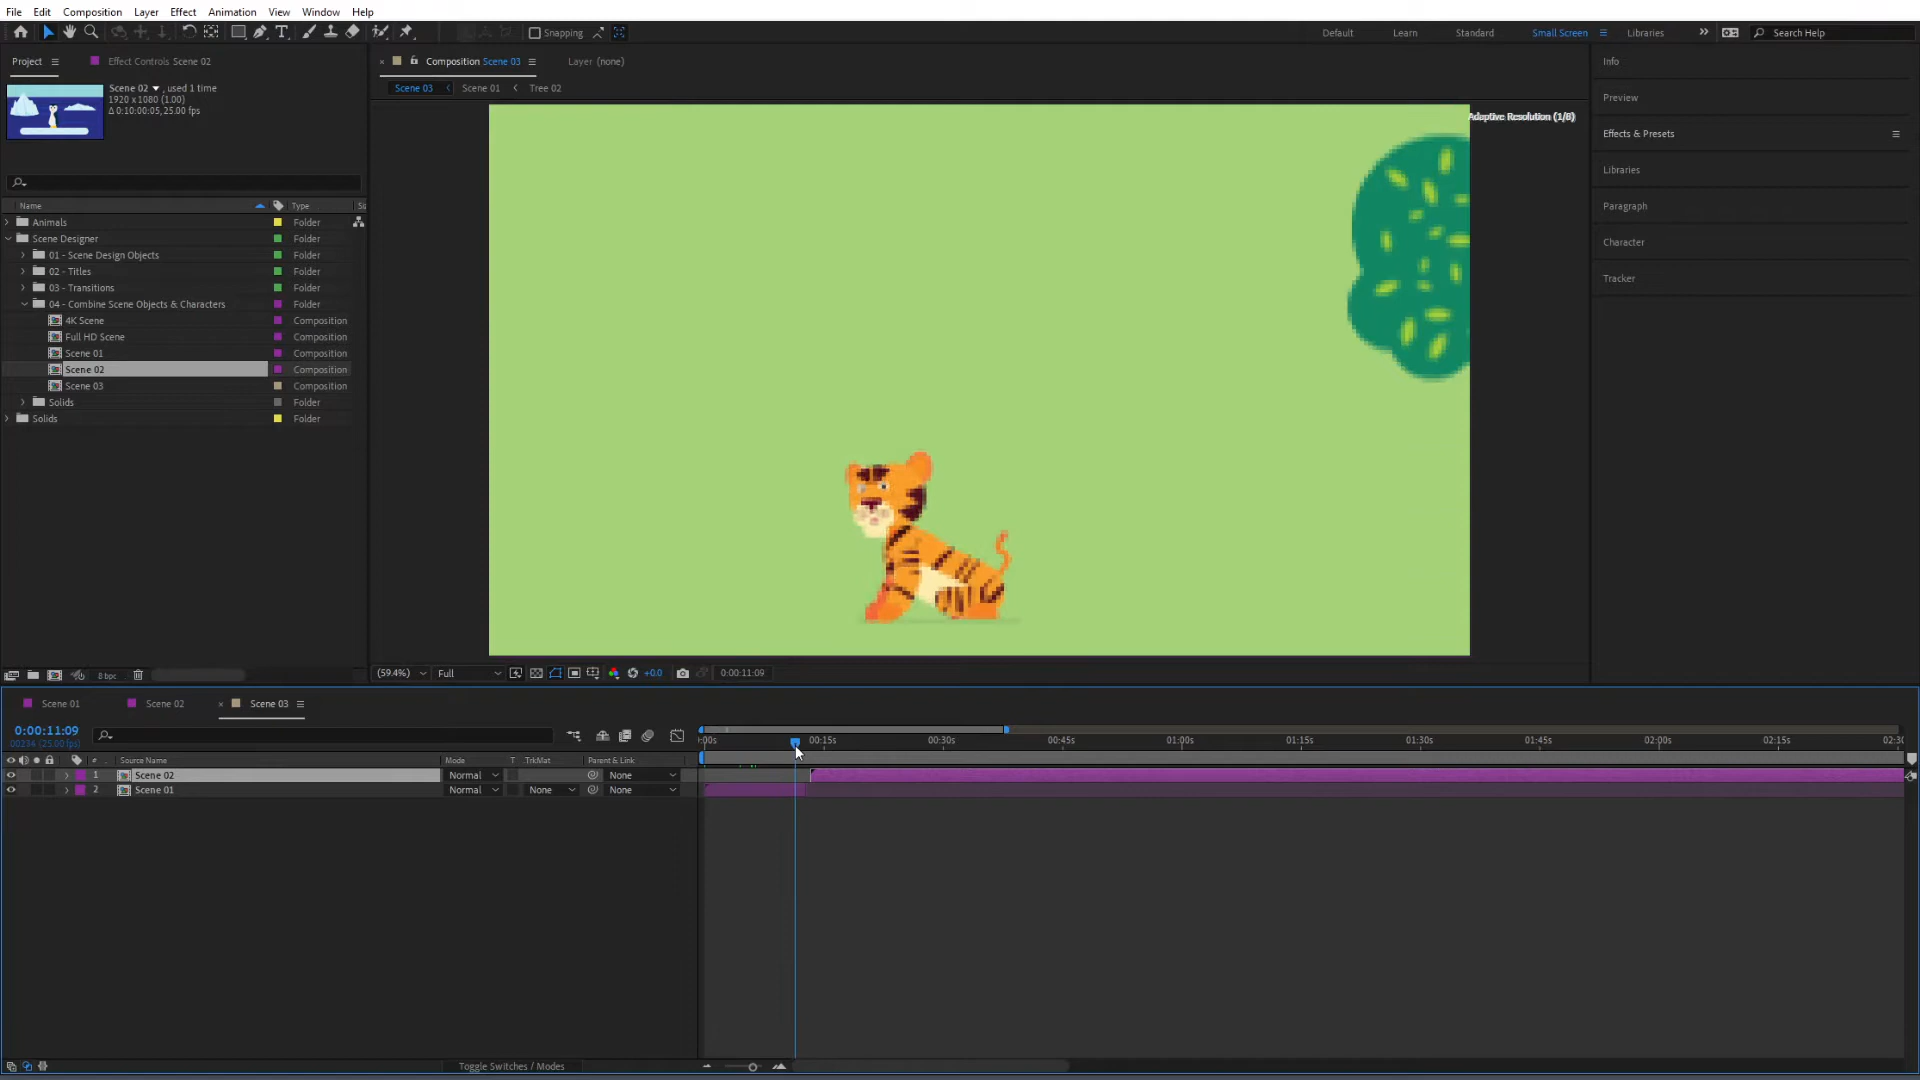 File Edit Composition Layer Effect Animation View Window Help
Snapping Default Learn Standard Small Screen Libraries Search Help
Project Effect Controls Scene 02
Scene 02 , used 1 time
1920 x 1080 (1.00)
Δ 0:10:00:05, 25.00 fps
Composition Scene 03 Layer (none)
Scene 03 Scene 01 Tree 02
Adaptive Resolution (1/8)
Name Type
Animals Folder
Scene Designer Folder
01 - Scene Design Objects Folder
02 - Titles Folder
03 - Transitions Folder
04 - Combine Scene Objects & Characters Folder
4K Scene Composition
Full HD Scene Composition
Scene 01 Composition
Scene 02 Composition
Scene 03 Composition
Solids Folder
Solids Folder
Info
Preview
Effects & Presets
Libraries
Paragraph
Character
Tracker
8 bpc
(59.4%) Full +0.0 0:00:11:09
Scene 01 Scene 02 Scene 03
0:00:11:09
:00s 00:15s 00:30s 00:45s 01:00s 01:15s 01:30s 01:45s 02:00s 02:15s 02:30
# Source Name Mode T TrkMat Parent & Link
1 Scene 02 Normal None
2 Scene 01 Normal None None
Toggle Switches / Modes